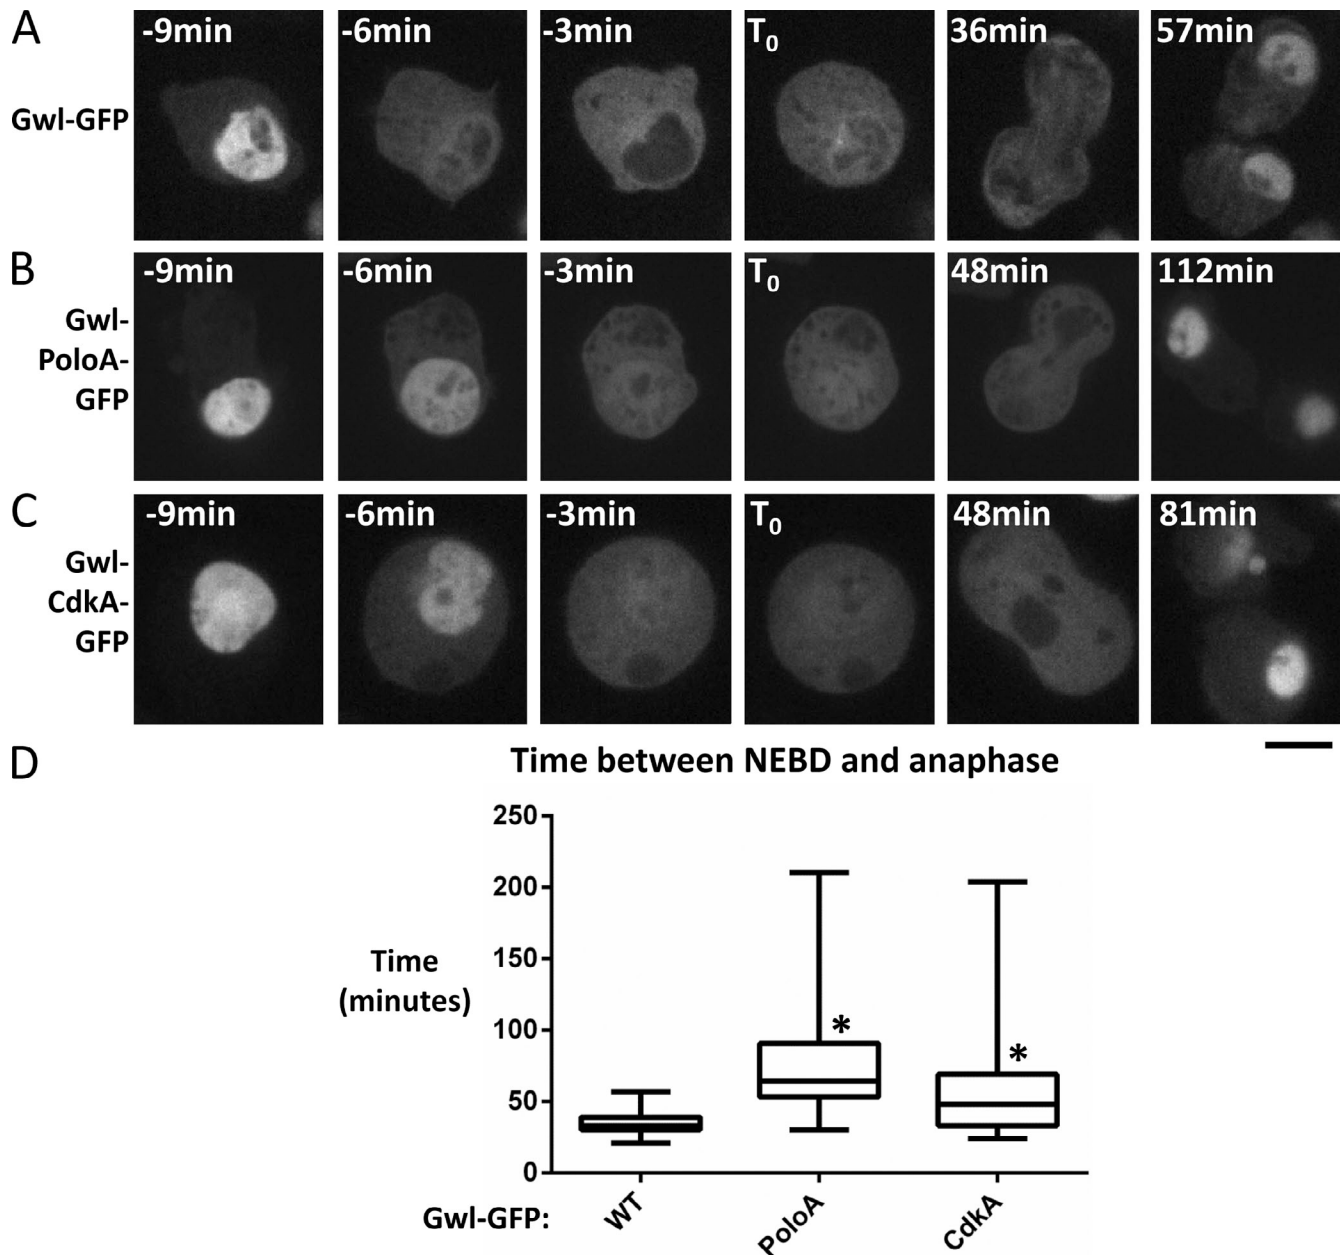 A
-9min
-6min
-3min
T0
36min
57min
Gwl-GFP
B
-9min
-6min
-3min
T0
48min
112min
Gwl-
PoloA-
GFP
C
-9min
-6min
-3min
T0
48min
81min
Gwl-
CdkA-
GFP
D
Time between NEBD and anaphase
250
200
150
100
50
0
Time
(minutes)
*
*
Gwl-GFP:
WT
PoloA
CdkA